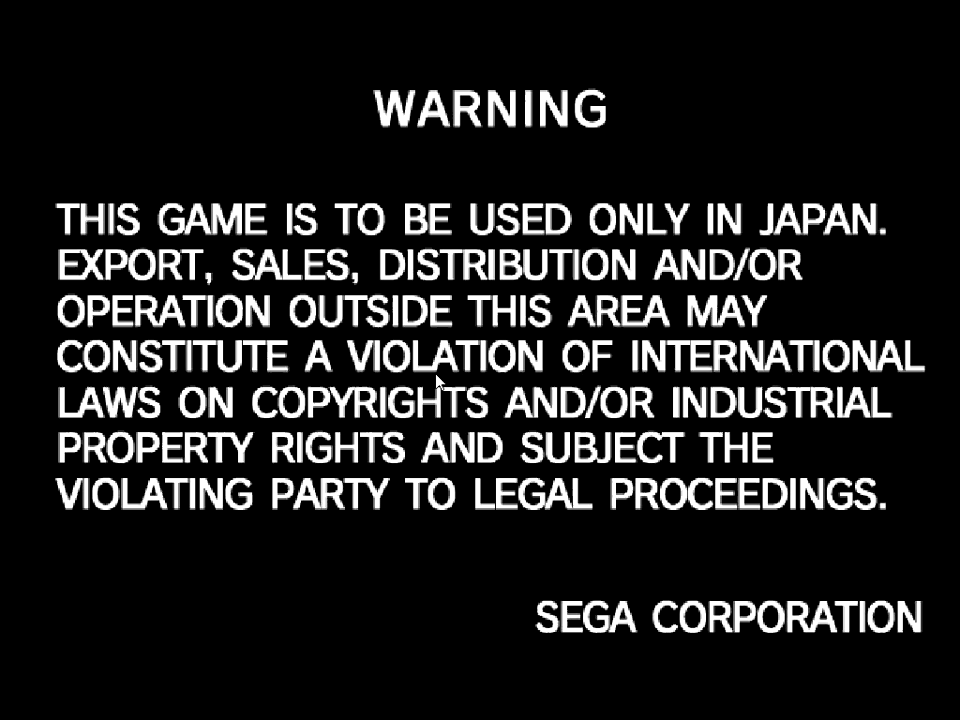 WARNING
THIS GAME IS TO BE USED ONLY IN JAPAN.
EXPORT, SALES, DISTRIBUTION AND/OR
OPERATION OUTSIDE THIS AREA MAY
CONSTITUTE A VIOLATION OF INTERNATIONAL
LAWS ON COPYRIGHTS AND/OR INDUSTRIAL
PROPERTY RIGHTS AND SUBJECT THE
VIOLATING PARTY TO LEGAL PROCEEDINGS.
SEGA CORPORATION